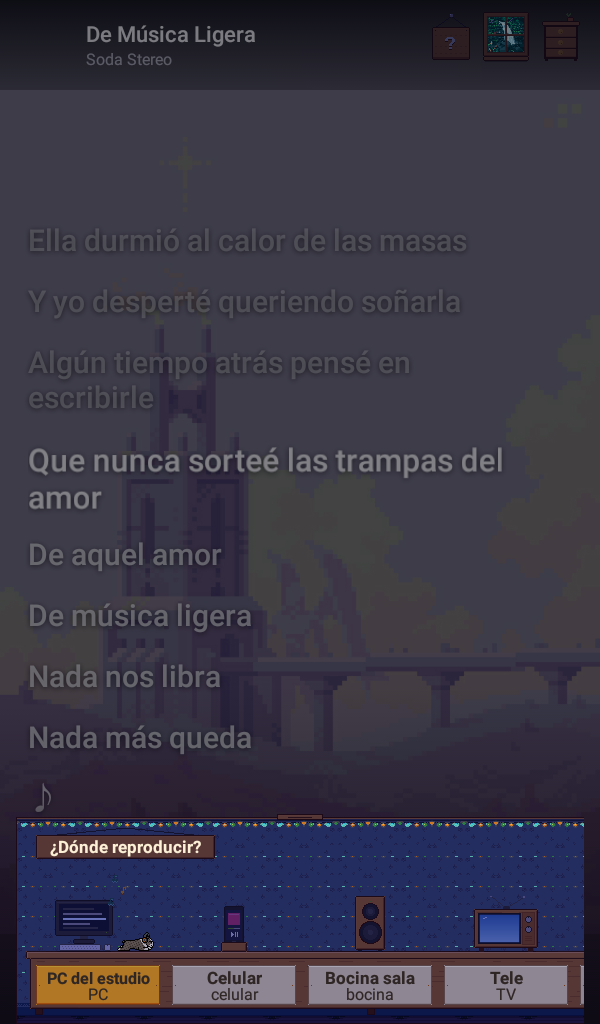 De Música Ligera
Soda Stereo
?
Ella durmió al calor de las masas
Y yo desperté queriendo soñarla
Algún tiempo atrás pensé en
escribirle
Que nunca sorteé las trampas del
amor
De aquel amor
De música ligera
Nada nos libra
Nada más queda
♪
¿Dónde reproducir?
PC del estudio
PC
Celular
celular
Bocina sala
bocina
Tele
TV